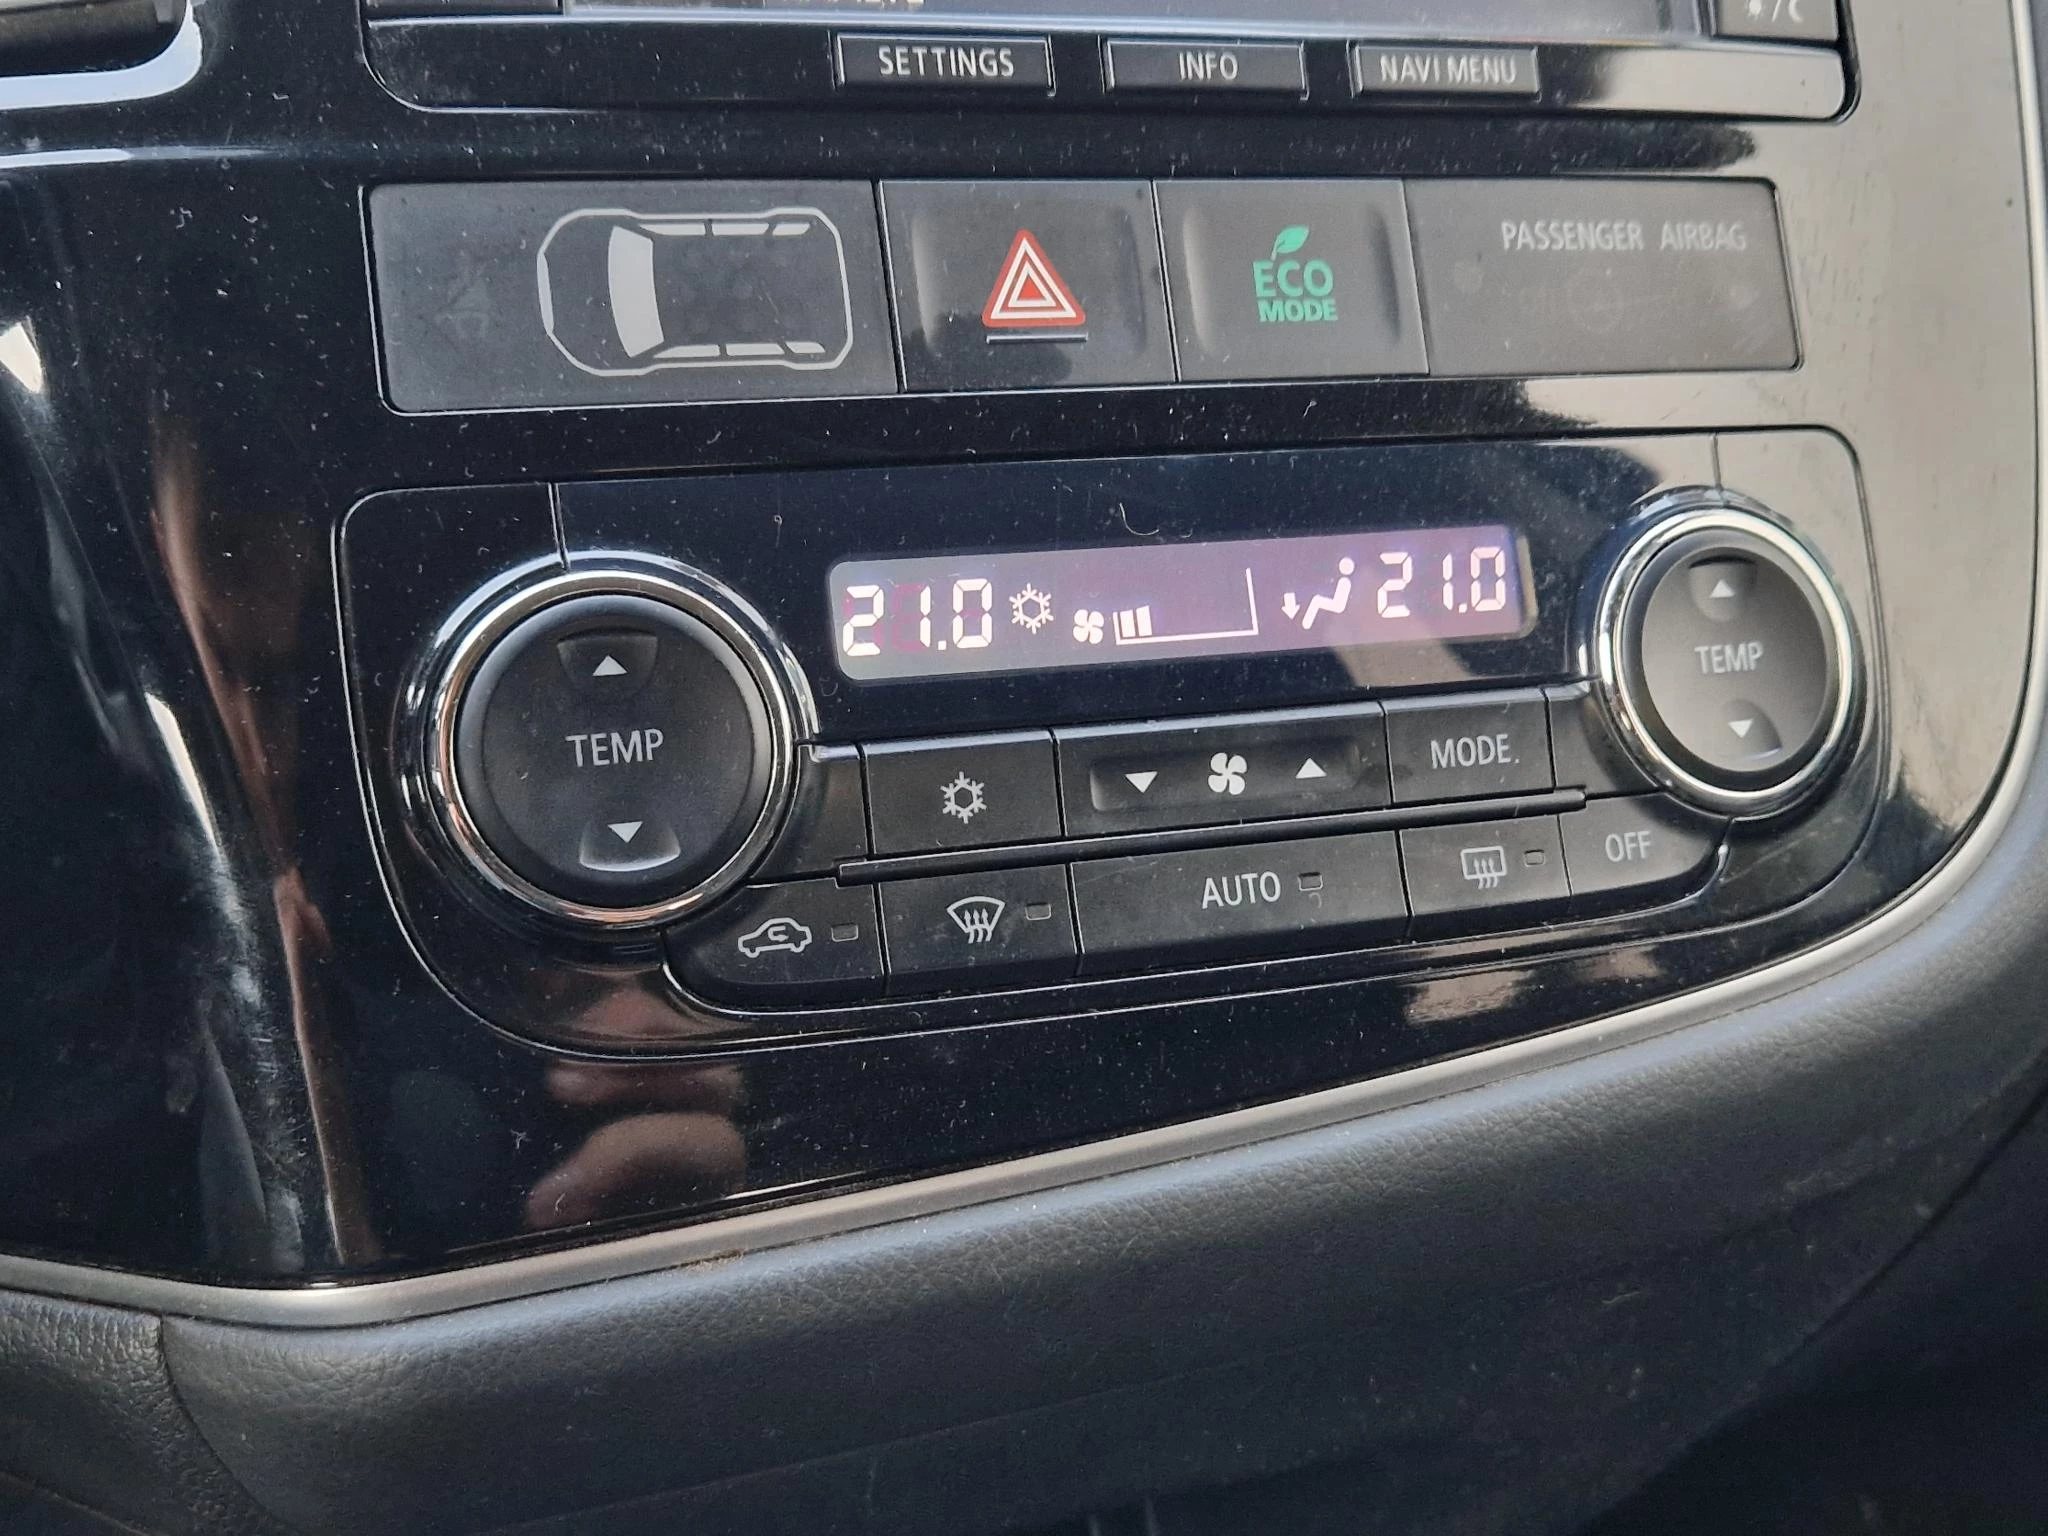 SETTINGS INFO NAVI MENU
ECO
MODE
PASSENGER AIRBAG
21.0 21.0
TEMP
TEMP
MODE
AUTO
OFF